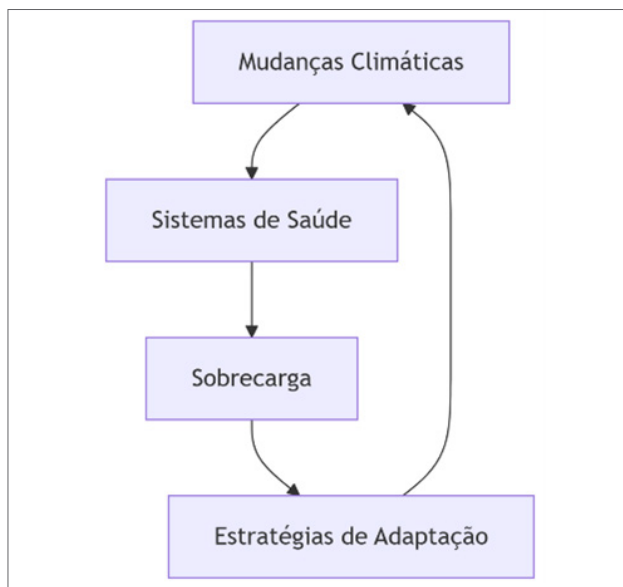 Mudanças Climáticas
Sistemas de Saúde
Sobrecarga
Estratégias de Adaptação